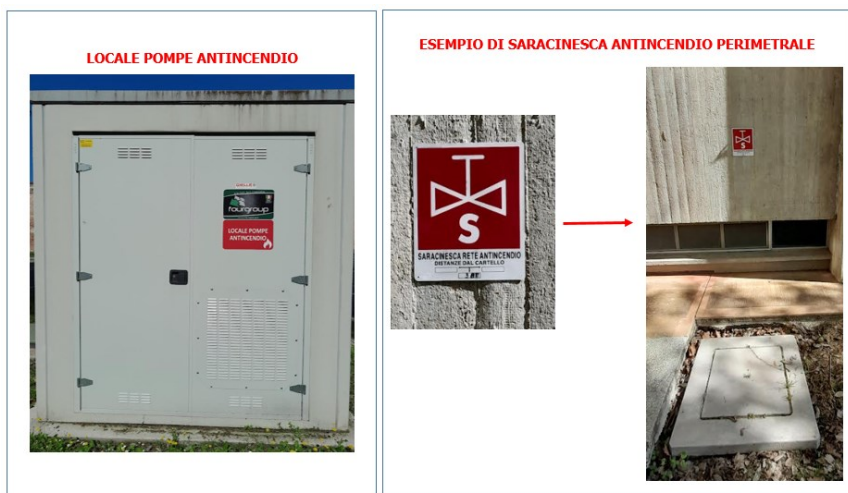 LOCALE POMPE ANTINCENDIO
fourgroup
LOCALE POMPE
ANTINCENDIO
ESEMPIO DI SARACINESCA ANTINCENDIO PERIMETRALE
S
SARACINESCA RETE ANTINCENDIO
DISTANZE DAL CARTELLO